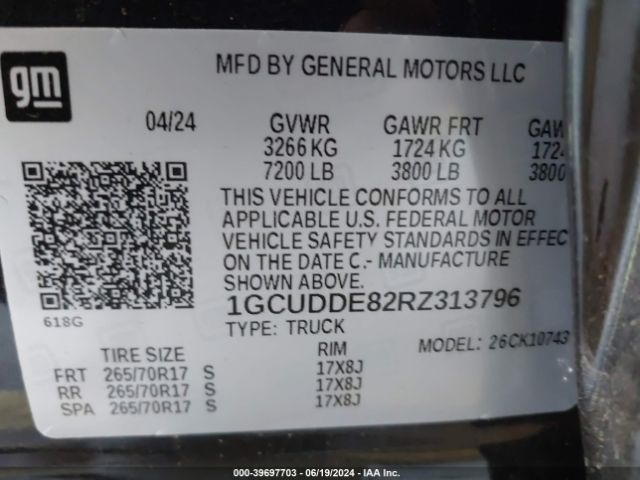 gm
MFD BY GENERAL MOTORS LLC
04/24 GVWR GAWR FRT GAW
3266 KG 1724 KG 172
7200 LB 3800 LB 3800
THIS VEHICLE CONFORMS TO ALL
APPLICABLE U.S. FEDERAL MOTOR
VEHICLE SAFETY STANDARDS IN EFFEC
ON THE DATE C.- MANUFACTURE
SHOWN ABOVE.
618G
1GCUDDE82RZ313796
TYPE: TRUCK
MODEL: 26CK10743
TIRE SIZE RIM
FRT 265/70R17 S 17X8J
RR 265/70R17 S 17X8J
SPA 265/70R17 S 17X8J
000-39697703 - 06/19/2024 - IAA Inc.